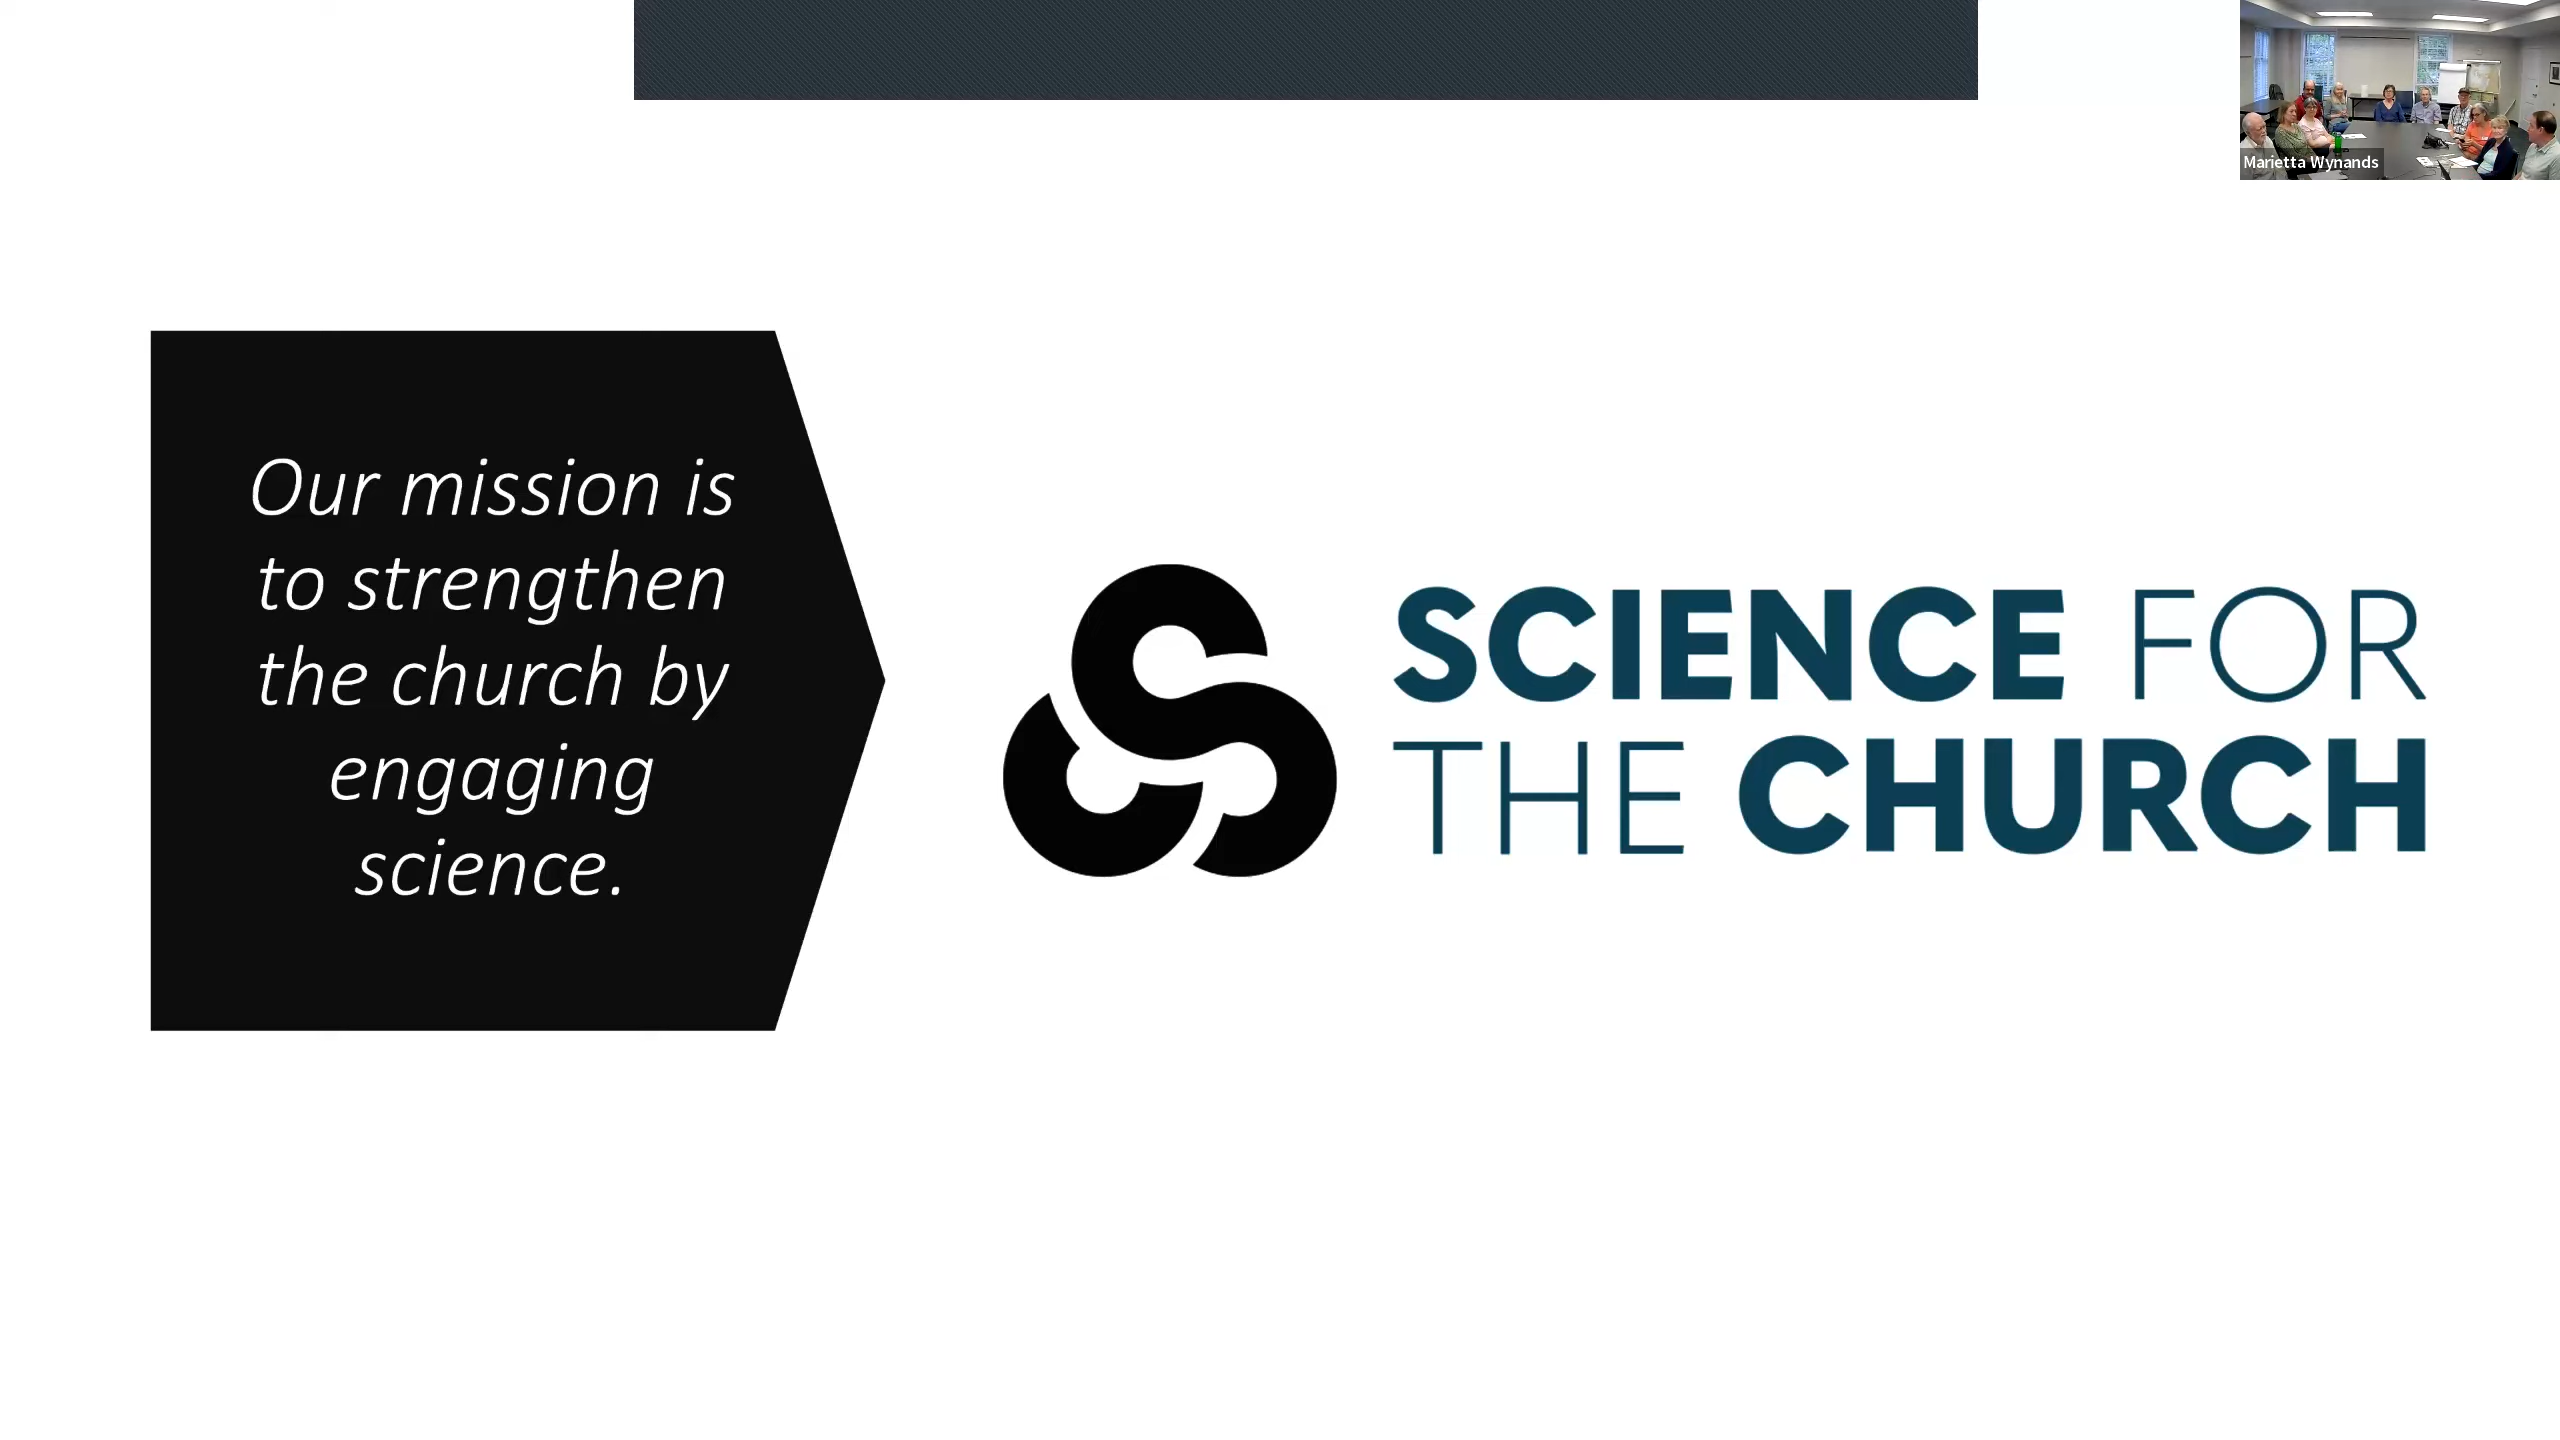 Marietta Wynands
Our mission is
to strengthen
the church by
engaging
science.
SCIENCE FOR
THE CHURCH